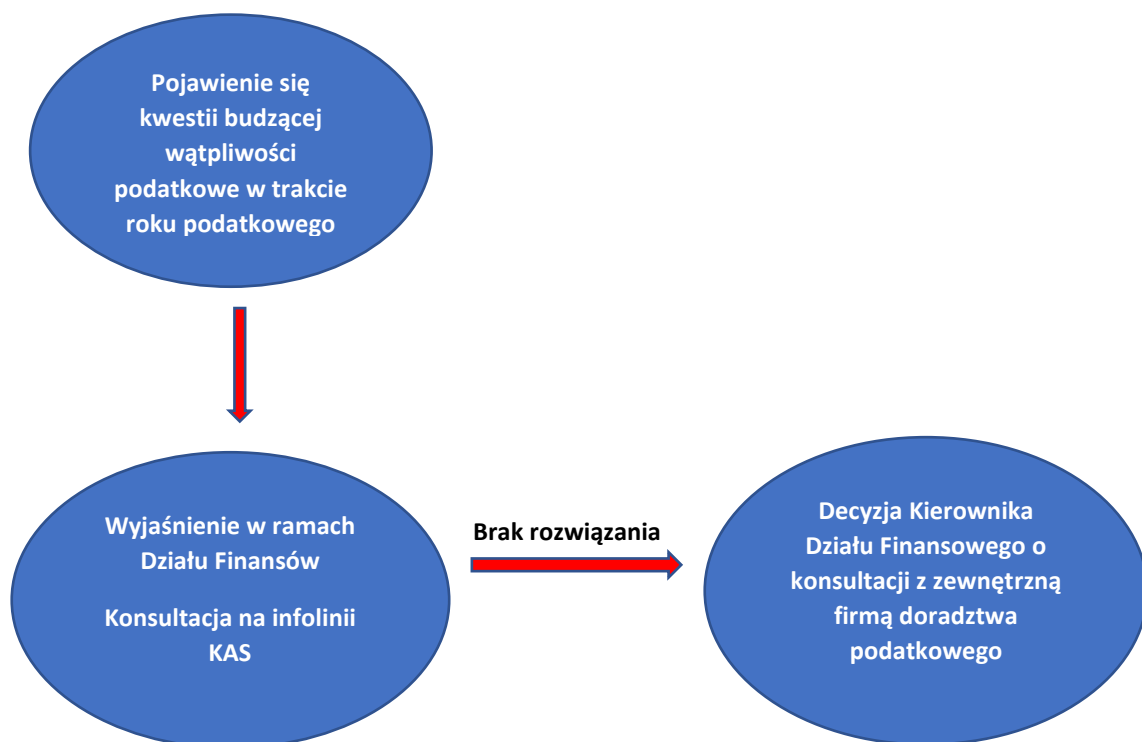 Pojawienie się
kwestii budzącej
wątpliwości
podatkowe w trakcie
roku podatkowego
Wyjaśnienie w ramach
Działu Finansów
Konsultacja na infolinii
KAS
Brak rozwiązania
Decyzja Kierownika
Działu Finansowego o
konsultacji z zewnętrzną
firmą doradztwa
podatkowego